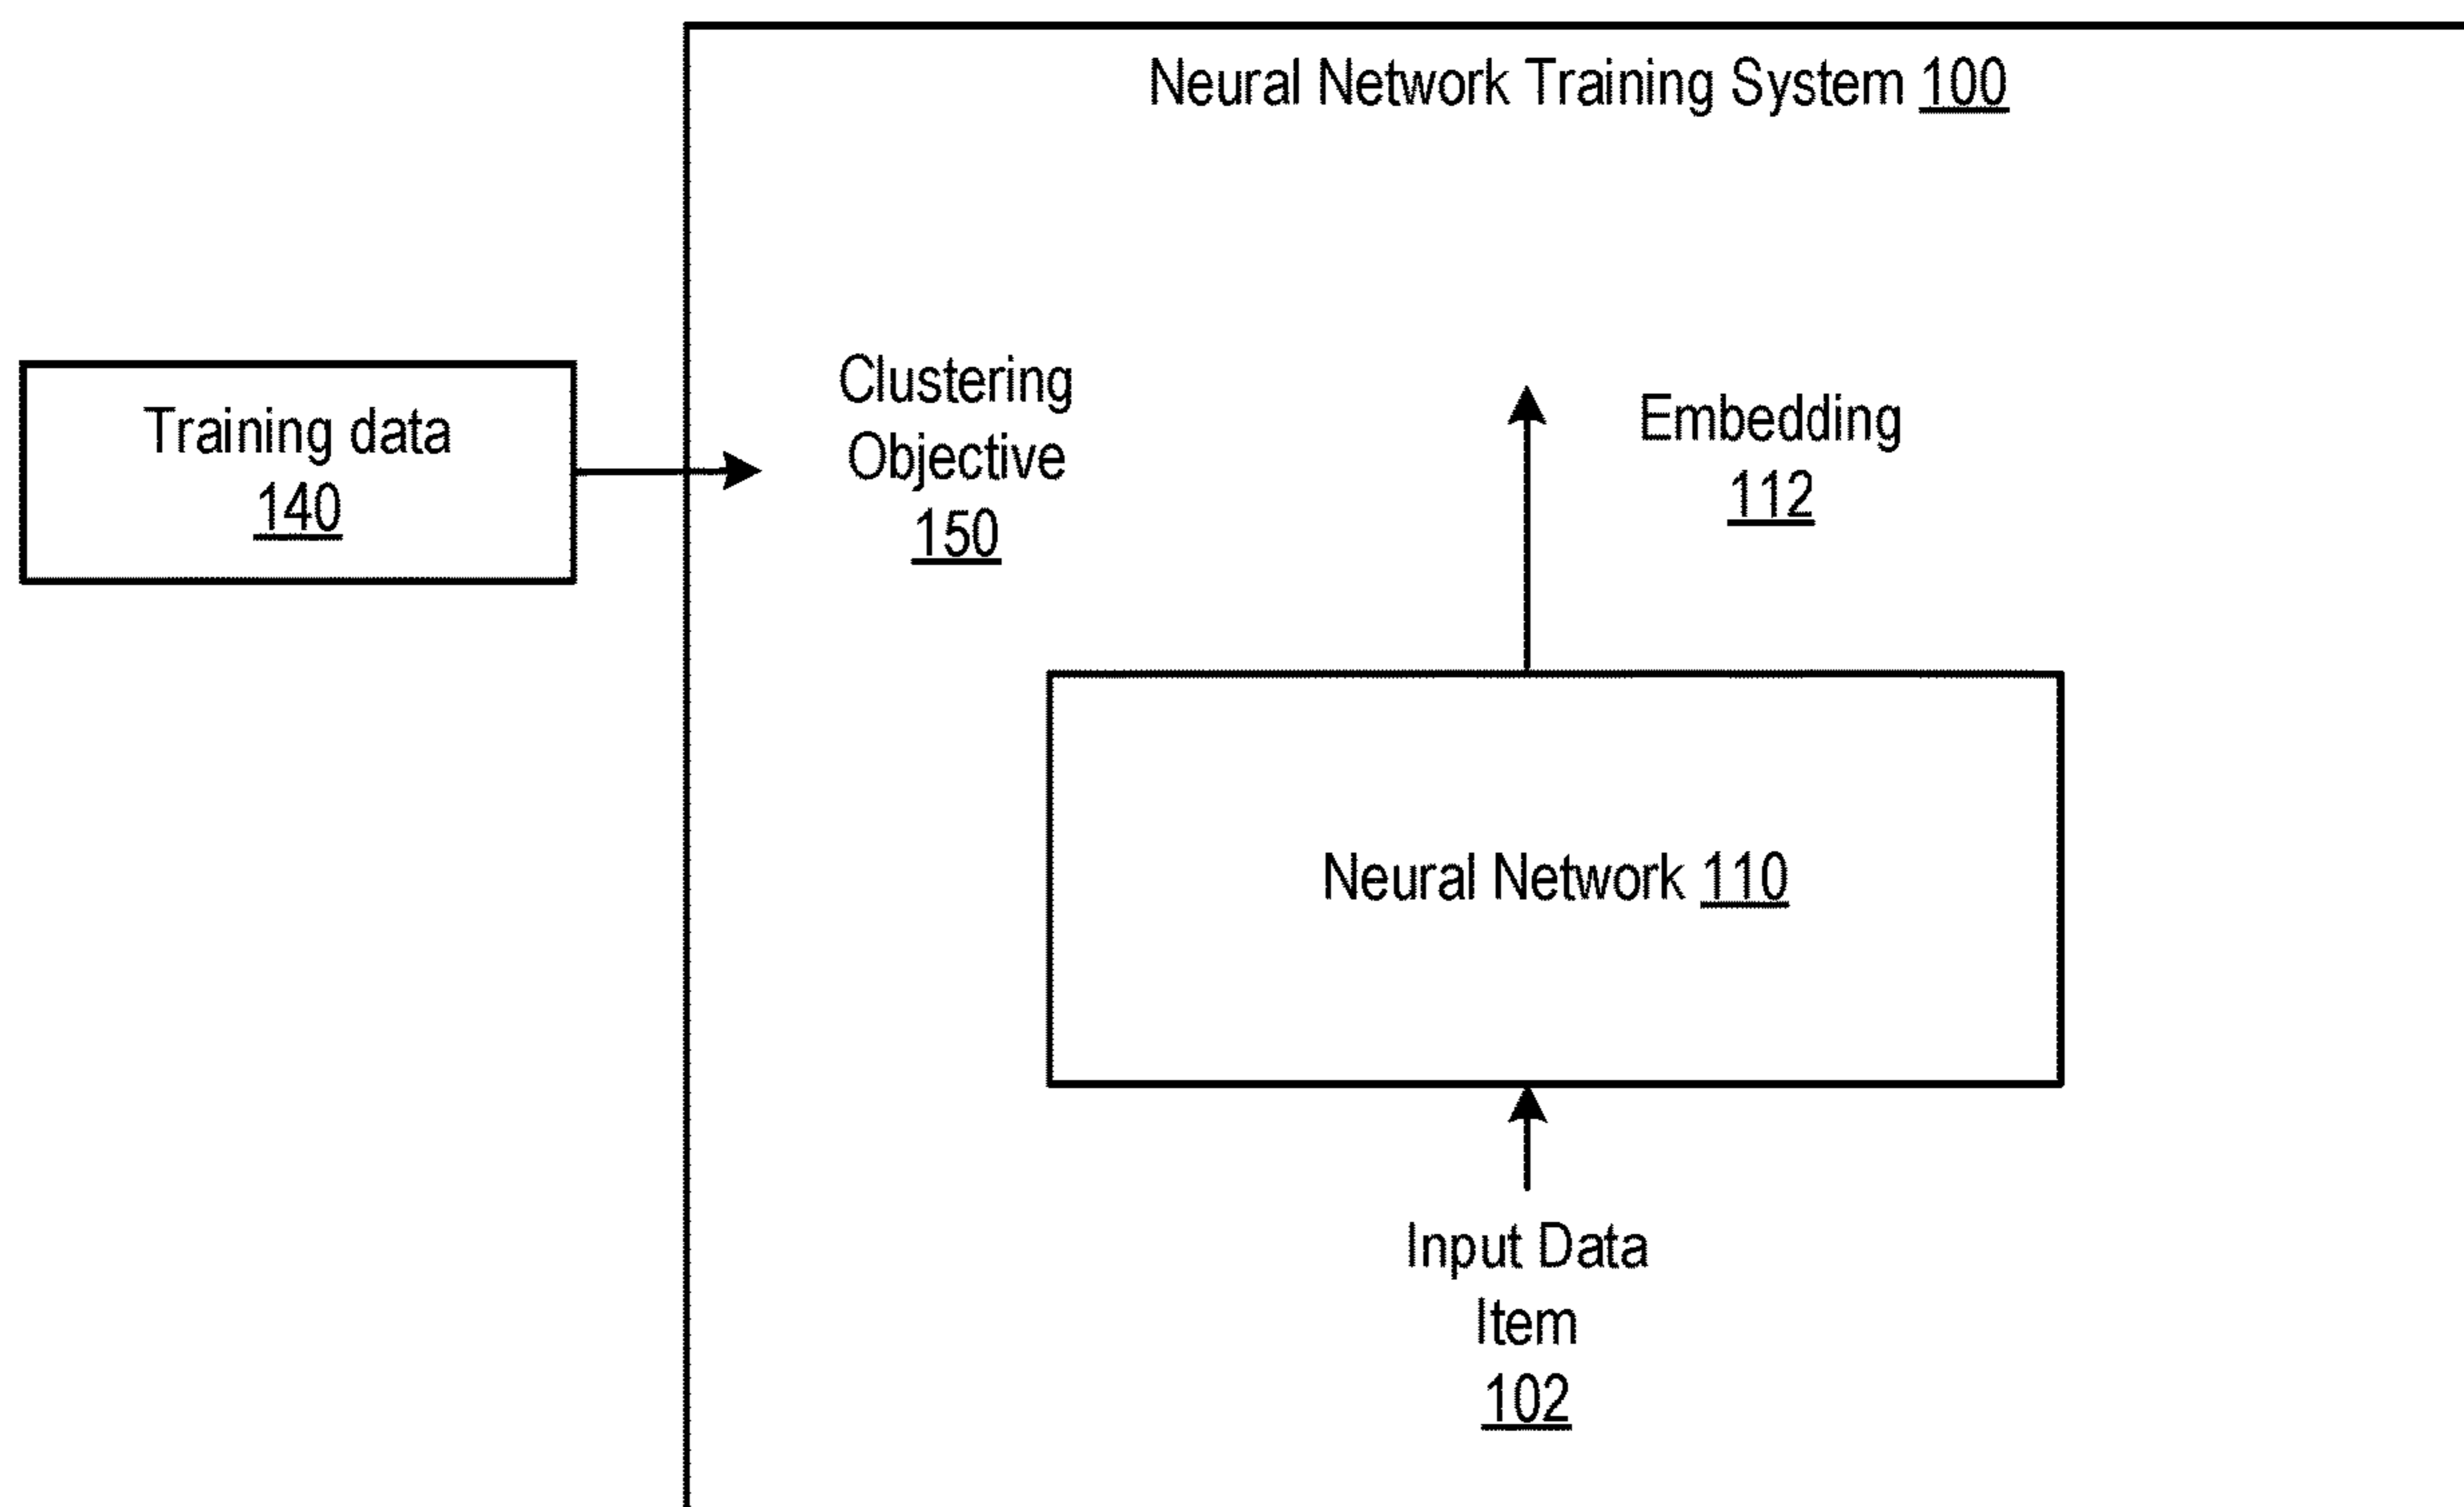 Neural Network Training System 100
Training data
140
Clustering
Objective
150
Embedding
112
Neural Network 110
Input Data
Item
102